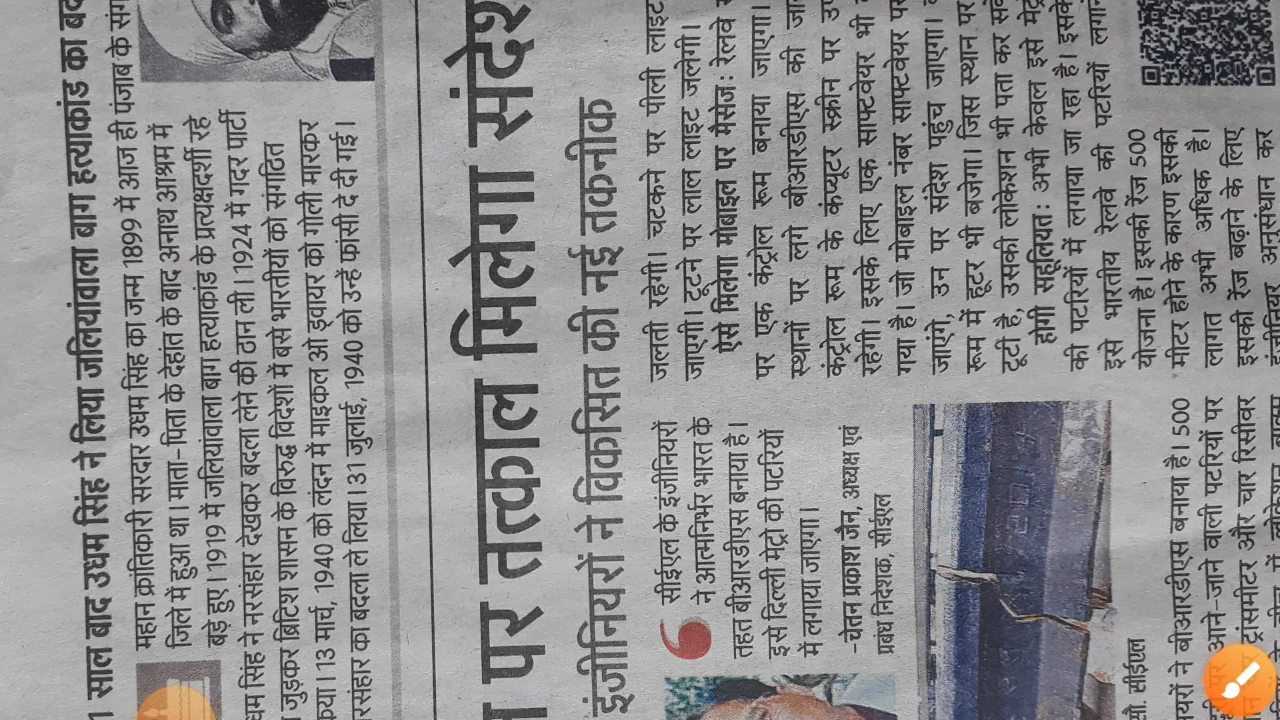 साल बाद उधम सिंह ने लिया जलियांवाला बाग हत्याकांड का
महान क्रांतिकारी सरदार उधम सिंह का जन्म 1899 में आज ही पंजाब के
जिले में हुआ था। माता-पिता के देहांत के बाद अनाथ आश्रम में
बड़े हुए। 1919 में जलियांवाला बाग हत्याकांड के प्रत्यक्षदर्शी रहे
सिंह ने नरसंहार देखकर बदला लेने की ठान ली। 1924 में गदर पार्टी
जुड़कर ब्रिटिश शासन के विरुद्ध विदेशों में बसे भारतीयों को संगठित
किया। 13 मार्च, 1940 को लंदन में माइकल ओ ड्वायर को गोली मारकर
का बदला ले लिया। 31 जुलाई, 1940 को उन्हें फांसी दे दी गई।
पर तत्काल मिलेगा संदेश
इंजीनियरों ने विकसित की नई तकनीक
सीईएल के इंजीनियरों
ने आत्मनिर्भर भारत के
तहत बीआरडीएस बनाया है।
इसे दिल्ली मेट्रो की पटरियों
में लगाया जाएगा।
-चेतन प्रकाश जैन, अध्यक्ष एवं
प्रबंध निदेशक, सीईएल
सीईएल
ने बीआरडीएस बनाया है। 500
आने-जाने वाली पटरियों पर
ट्रांसमीटर और चार रिसीवर
जलती रहेगी। चटकने पर पीली लाइट
जाएगी। टूटने पर लाल लाइट जलेगी।
ऐसे मिलेगा मोबाइल पर मैसेज: रेलवे
पर एक कंट्रोल रूम बनाया जाएगा।
स्थानों पर लगे बीआरडीएस की
कंट्रोल रूम के कंप्यूटर स्क्रीन पर
रहेगी। इसके लिए एक साफ्टवेयर भी
गया है। जो मोबाइल नंबर साफ्टवेयर पर
जाएंगे, उन पर संदेश पहुंच जाएगा।
रूम में हूटर भी बजेगा। जिस स्थान पर
टूटी है, उसकी लोकेशन भी पता कर
होगी सहूलियत: अभी केवल इसे
की पटरियों में लगाया जा रहा है। इसके
इसे भारतीय रेलवे की पटरियों
योजना है। इसकी रेंज 500
मीटर होने के कारण इसकी
लागत अभी अधिक है।
इसकी रेंज बढ़ाने के लिए
इंजीनियर अनुसंधान कर